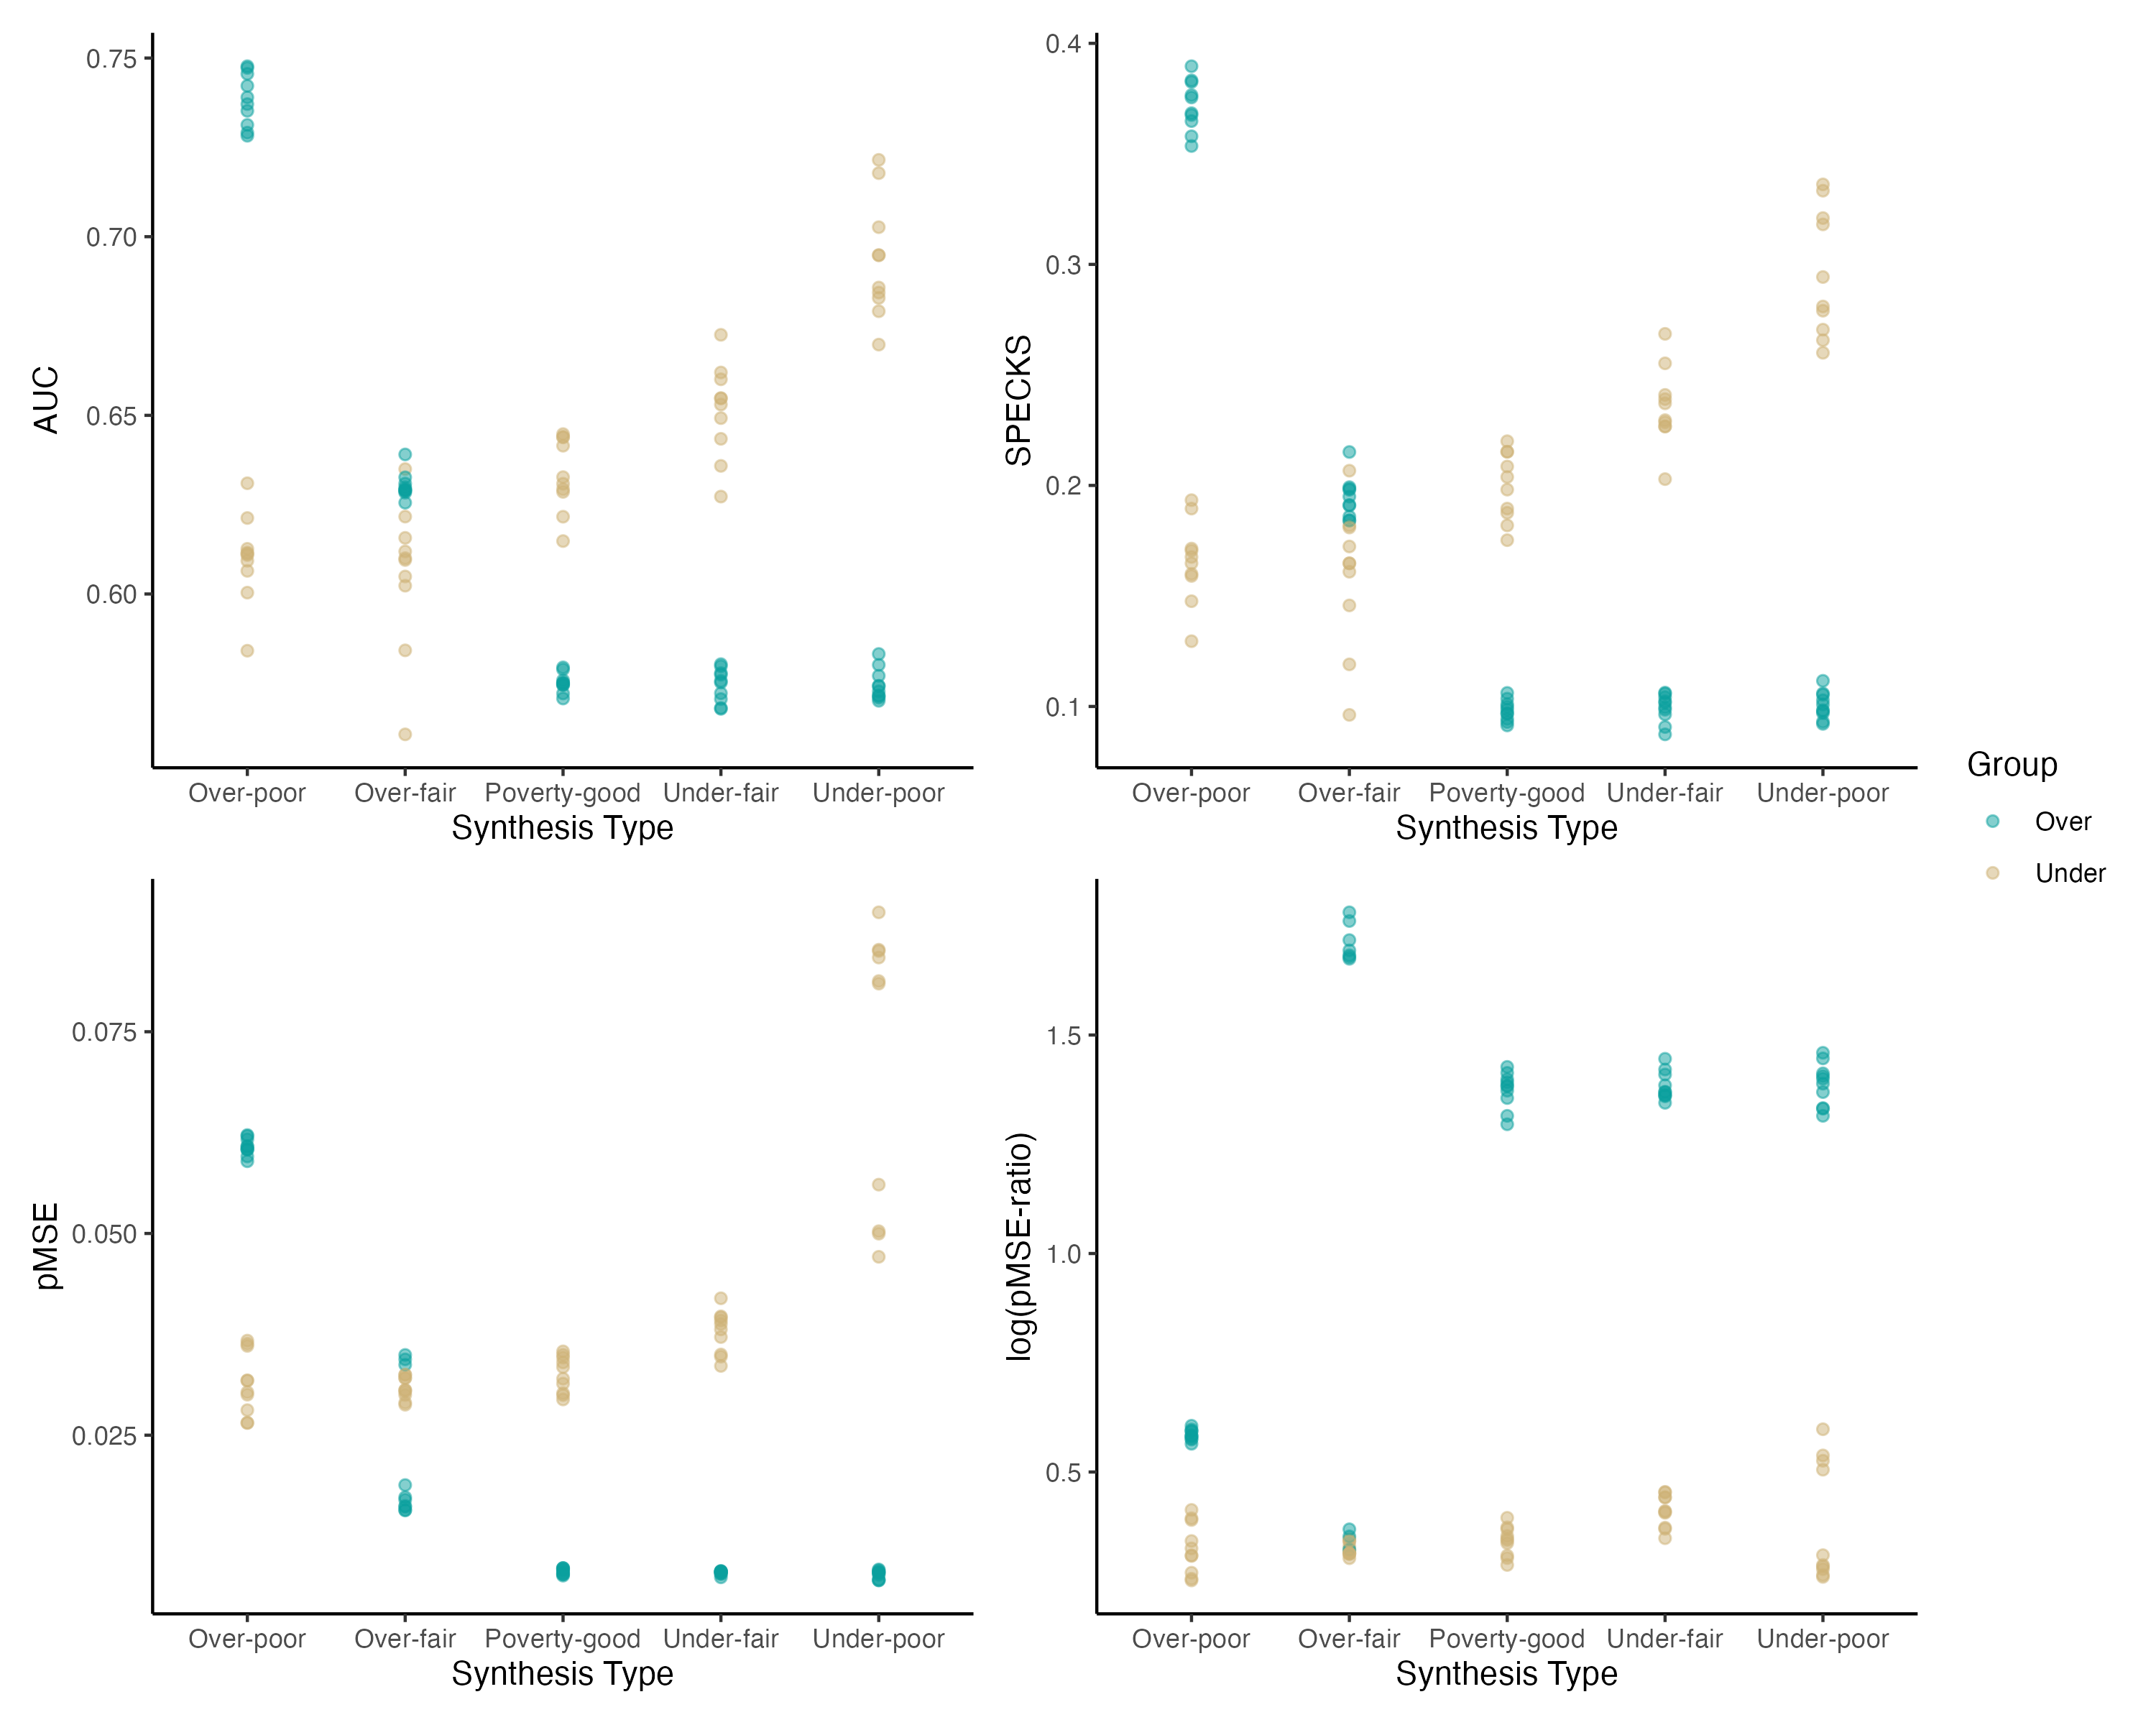 AUC
0.75
0.70
0.65
0.60
Over-poor Over-fair Poverty-good Under-fair Under-poor
Synthesis Type
SPECKS
0.4
0.3
0.2
0.1
Over-poor Over-fair Poverty-good Under-fair Under-poor
Synthesis Type
Group
Over
Under
pMSE
0.075
0.050
0.025
Over-poor Over-fair Poverty-good Under-fair Under-poor
Synthesis Type
log(pMSE-ratio)
1.5
1.0
0.5
Over-poor Over-fair Poverty-good Under-fair Under-poor
Synthesis Type